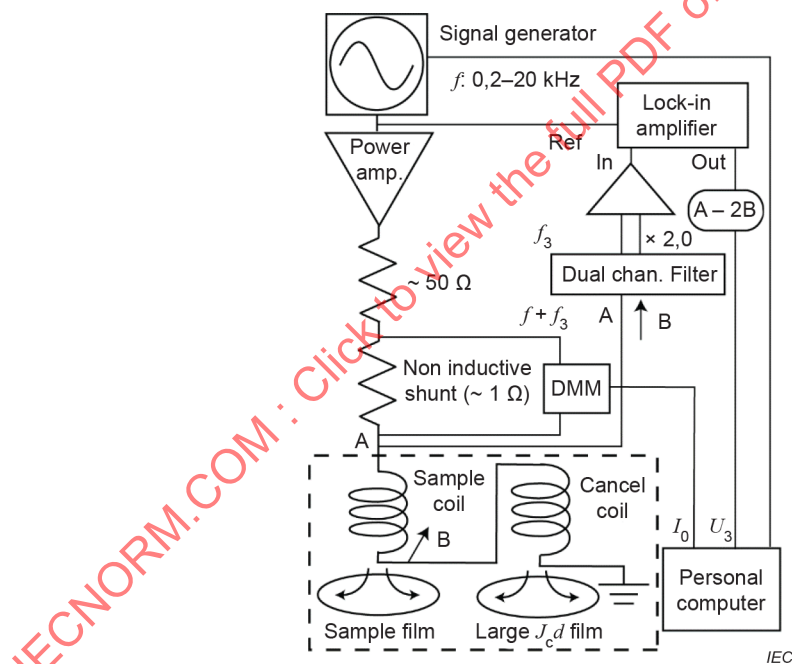 Signal generator
f: 0,2–20 kHz
Lock-in
amplifier
Ref
In
Out
Power
amp.
A – 2B
f3
× 2,0
Dual chan. Filter
~ 50 Ω
f + f3
A
B
Non inductive
shunt (~ 1 Ω)
DMM
A
Sample
coil
Cancel
coil
B
I0
U3
Personal
computer
Sample film
Large Jcd film
IEC
IECNORM.COM : Click to view the full PDF of